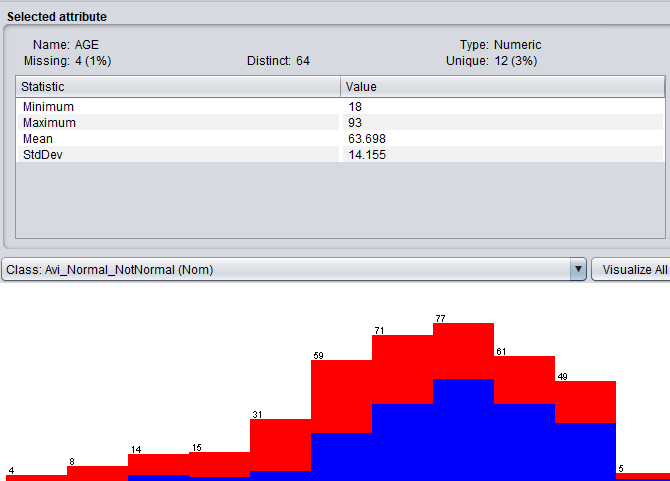 Selected attribute
Name: AGE Type: Numeric
Missing: 4 (1%) Distinct: 64 Unique: 12 (3%)
Statistic Value
Minimum 18
Maximum 93
Mean 63.698
StdDev 14.155
Class: Avi_Normal_NotNormal (Nom) Visualize All
4 8 14 15 31 59 71 77 61 49 5